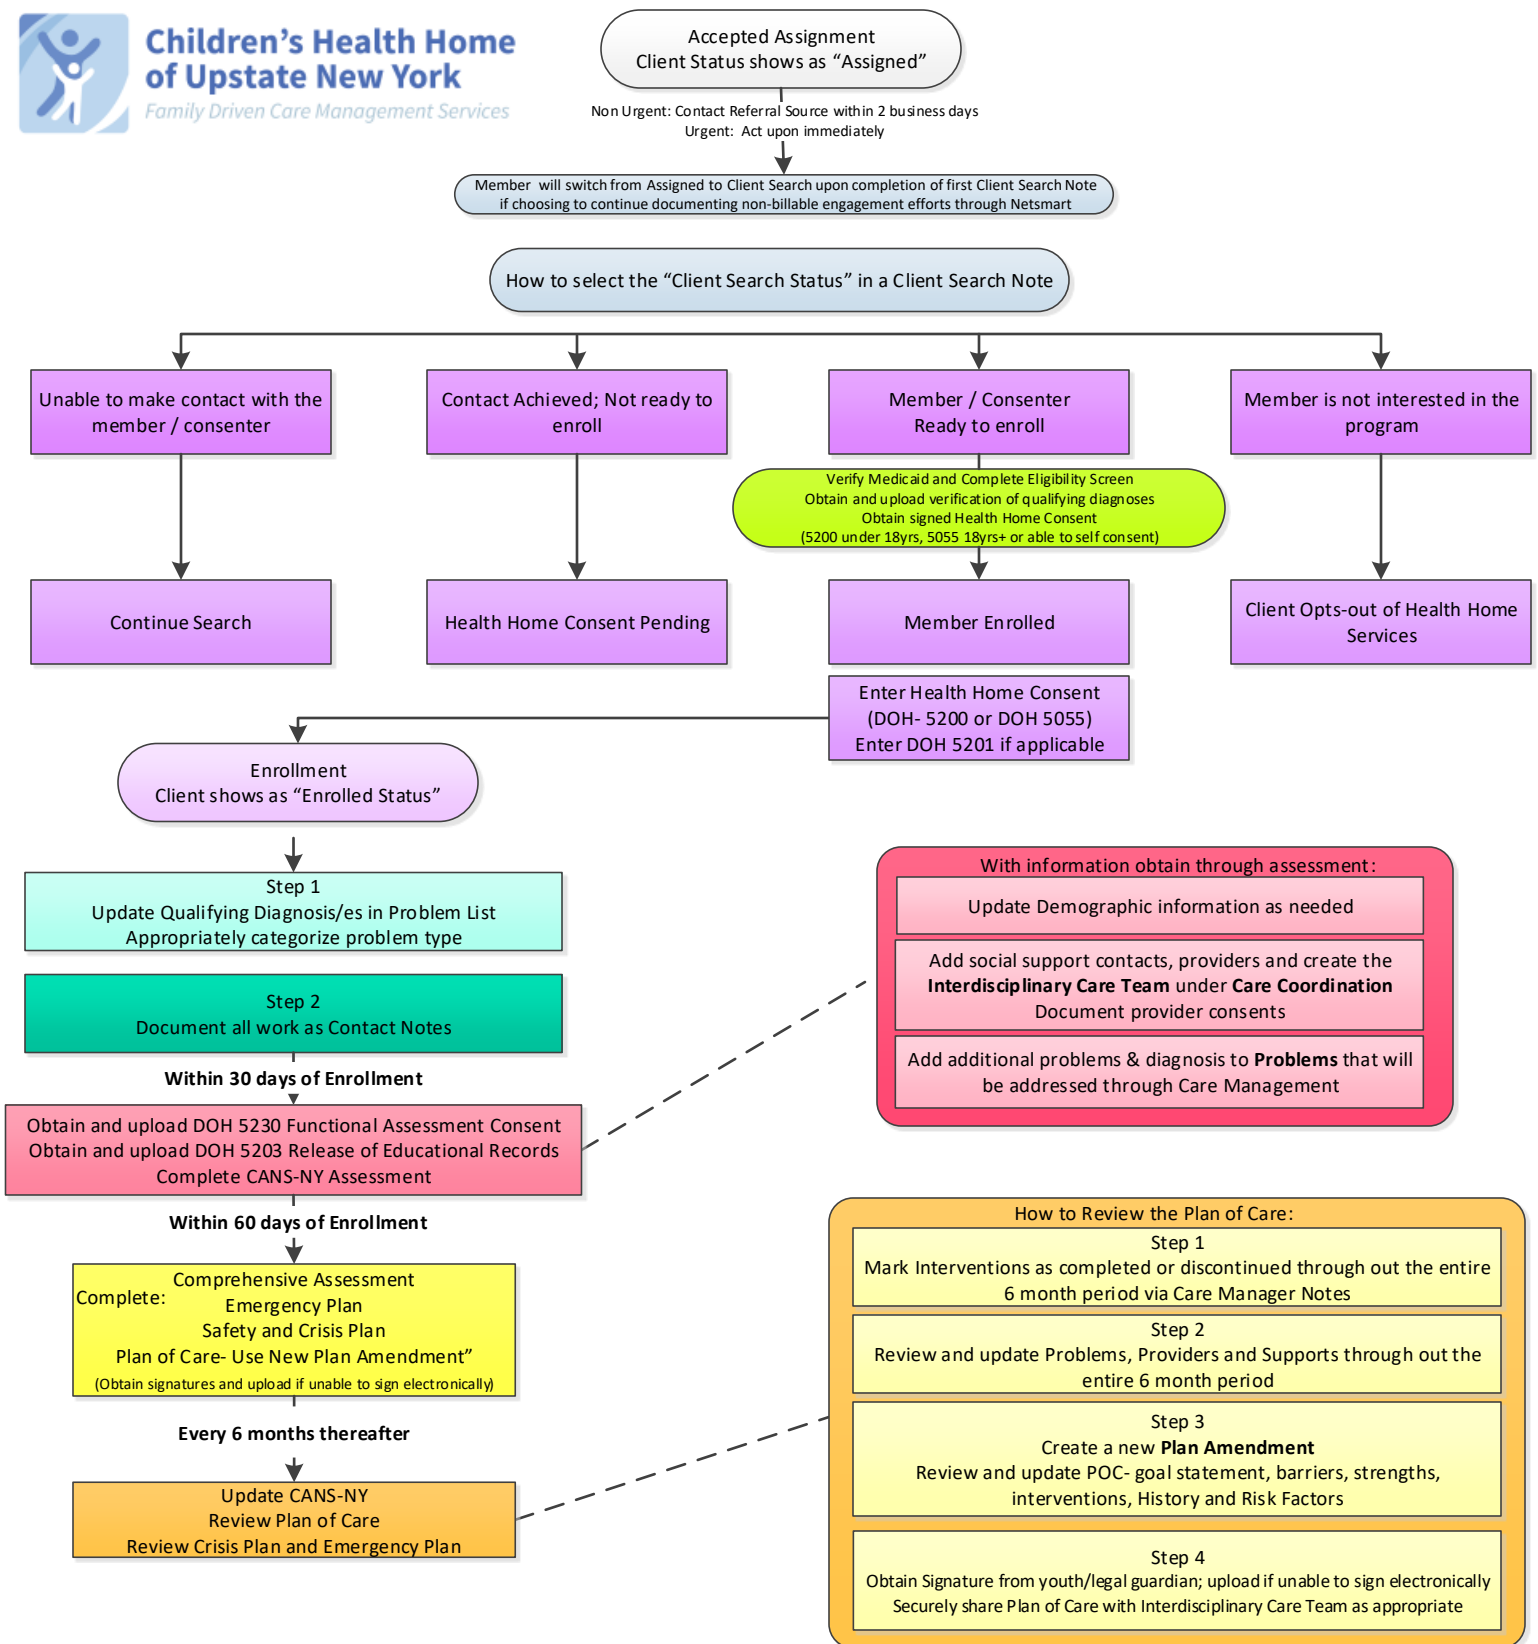 Children's Health Home
of Upstate New York
Family Driven Care Management Services
Accepted Assignment
Client Status shows as “Assigned”
Non Urgent: Contact Referral Source within 2 business days
Urgent: Act upon immediately
Member will switch from Assigned to Client Search upon completion of first Client Search Note
if choosing to continue documenting non-billable engagement efforts through Netsmart
How to select the “Client Search Status” in a Client Search Note
Unable to make contact with the
member / consenter
Contact Achieved; Not ready to
enroll
Member / Consenter
Ready to enroll
Member is not interested in the
program
Verify Medicaid and Complete Eligibility Screen
Obtain and upload verification of qualifying diagnoses
Obtain signed Health Home Consent
(5200 under 18yrs, 5055 18yrs+ or able to self consent)
Continue Search
Health Home Consent Pending
Member Enrolled
Client Opts-out of Health Home
Services
Enter Health Home Consent
(DOH- 5200 or DOH 5055)
Enter DOH 5201 if applicable
Enrollment
Client shows as “Enrolled Status”
Step 1
Update Qualifying Diagnosis/es in Problem List
Appropriately categorize problem type
Step 2
Document all work as Contact Notes
Within 30 days of Enrollment
Obtain and upload DOH 5230 Functional Assessment Consent
Obtain and upload DOH 5203 Release of Educational Records
Complete CANS-NY Assessment
With information obtain through assessment:
Update Demographic information as needed
Add social support contacts, providers and create the
Interdisciplinary Care Team under Care Coordination
Document provider consents
Add additional problems & diagnosis to Problems that will
be addressed through Care Management
Within 60 days of Enrollment
Complete:
Comprehensive Assessment
Emergency Plan
Safety and Crisis Plan
Plan of Care- Use New Plan Amendment”
(Obtain signatures and upload if unable to sign electronically)
Every 6 months thereafter
Update CANS-NY
Review Plan of Care
Review Crisis Plan and Emergency Plan
How to Review the Plan of Care:
Step 1
Mark Interventions as completed or discontinued through out the entire
6 month period via Care Manager Notes
Step 2
Review and update Problems, Providers and Supports through out the
entire 6 month period
Step 3
Create a new Plan Amendment
Review and update POC- goal statement, barriers, strengths,
interventions, History and Risk Factors
Step 4
Obtain Signature from youth/legal guardian; upload if unable to sign electronically
Securely share Plan of Care with Interdisciplinary Care Team as appropriate